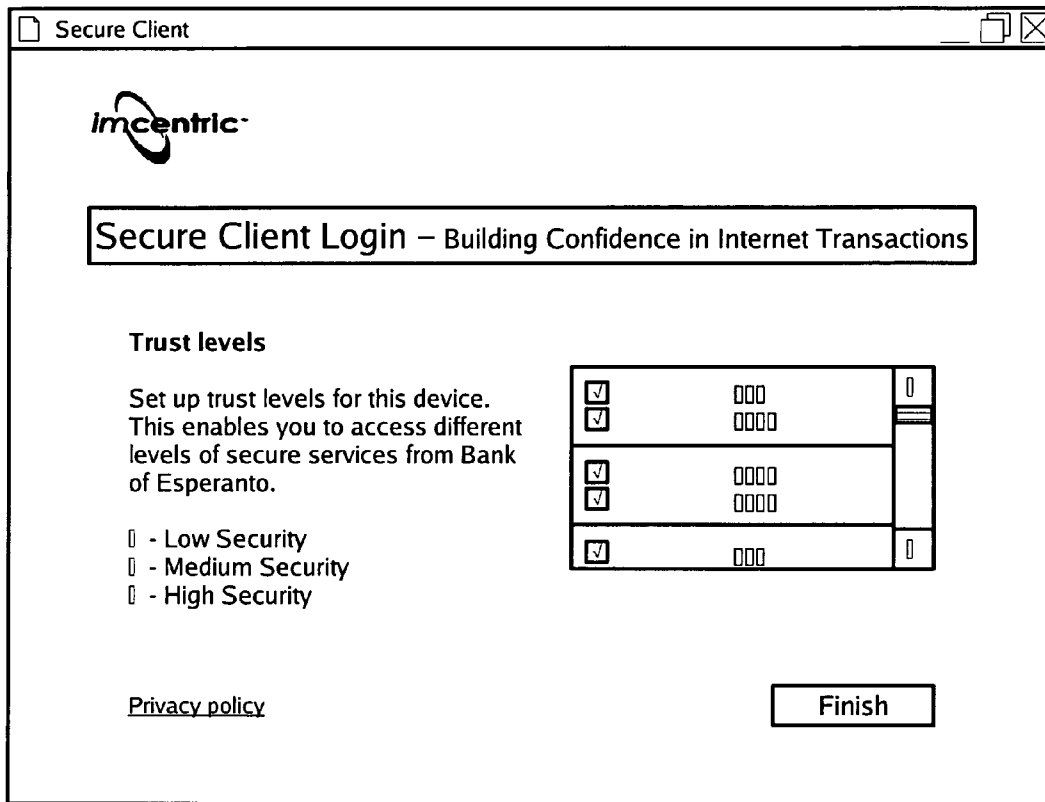 Secure Client
imcentric
Secure Client Login – Building Confidence in Internet Transactions
Trust levels
Set up trust levels for this device.
This enables you to access different
levels of secure services from Bank
of Esperanto.
- Low Security
- Medium Security
- High Security
Privacy policy
Finish